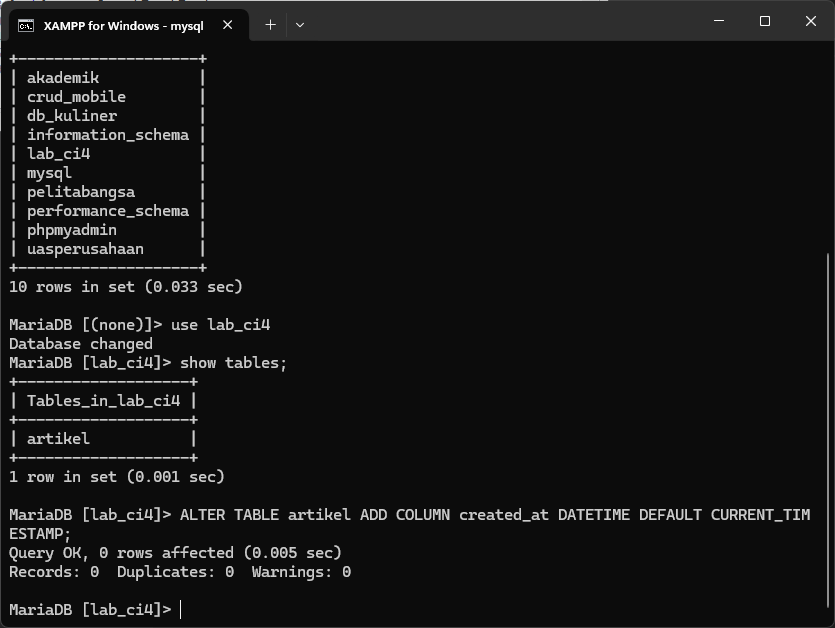 XAMPP for Windows - mysql
+--------------------+
| akademik           |
| crud_mobile        |
| db_kuliner         |
| information_schema |
| lab_ci4            |
| mysql              |
| pelitabangsa       |
| performance_schema |
| phpmyadmin         |
| uasperusahaan      |
+--------------------+
10 rows in set (0.033 sec)
MariaDB [(none)]> use lab_ci4
Database changed
MariaDB [lab_ci4]> show tables;
+-------------------+
| Tables_in_lab_ci4 |
+-------------------+
| artikel           |
+-------------------+
1 row in set (0.001 sec)
MariaDB [lab_ci4]> ALTER TABLE artikel ADD COLUMN created_at DATETIME DEFAULT CURRENT_TIM
ESTAMP;
Query OK, 0 rows affected (0.005 sec)
Records: 0  Duplicates: 0  Warnings: 0
MariaDB [lab_ci4]>